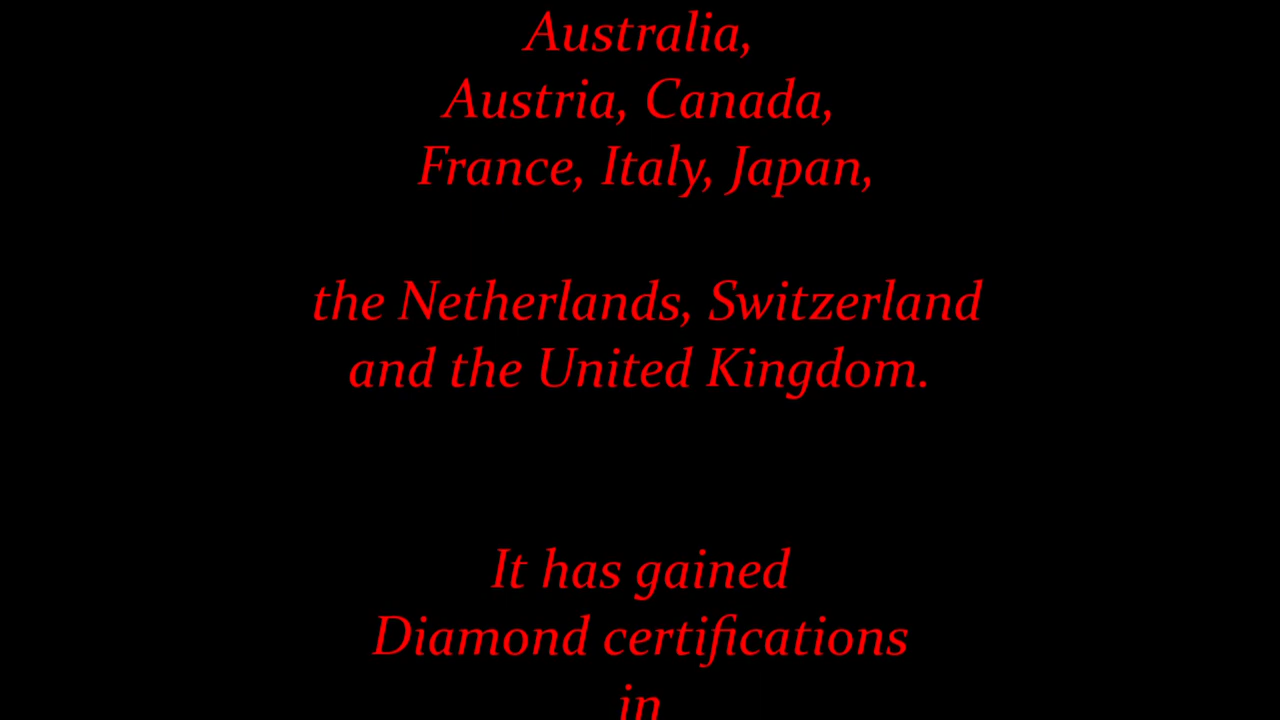 Australia,
Austria, Canada,
France, Italy, Japan,
the Netherlands, Switzerland
and the United Kingdom.
It has gained
Diamond certifications
in